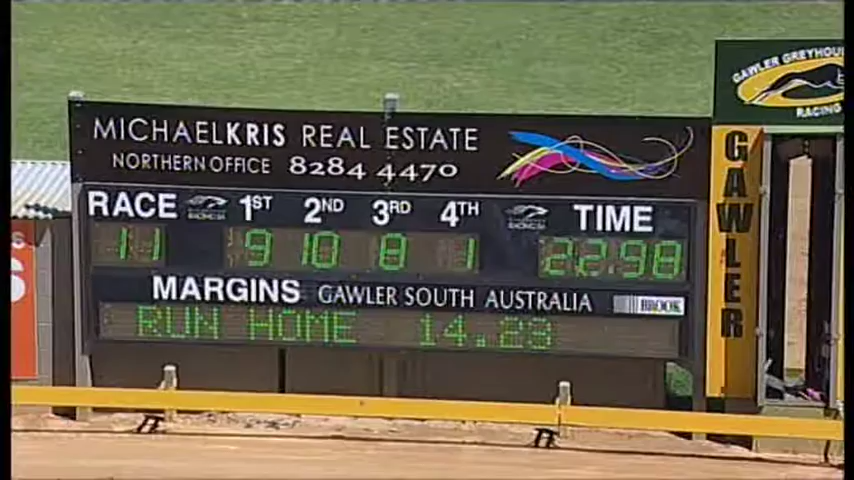 GAWLER GREYHOU
RACING
MICHAELKRIS REAL ESTATE
NORTHERN OFFICE 8284 4470
RACE 1ST 2ND 3RD 4TH TIME
11 9 10 8 1 22.98
MARGINS GAWLER SOUTH AUSTRALIA BROOK
RUN HOME 14.23
GAWLER
S